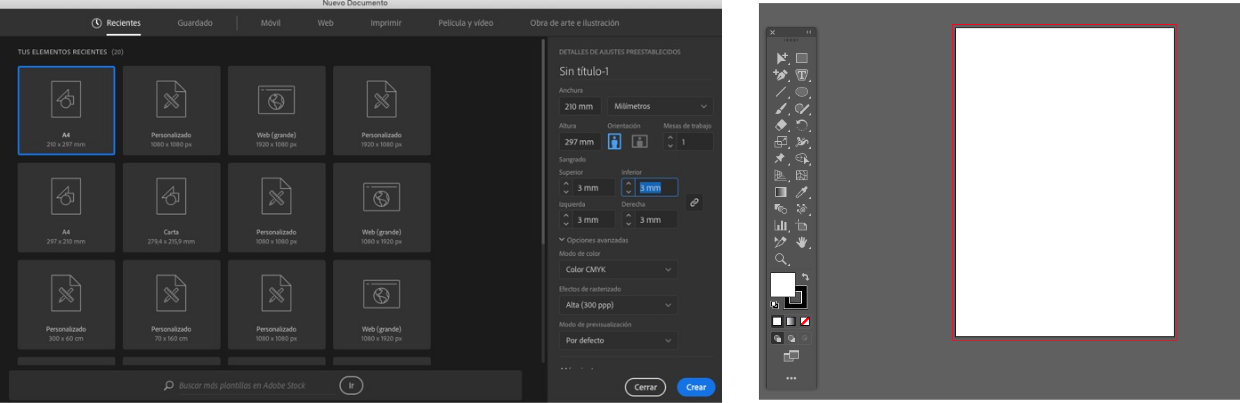 Nuevo Documento
Recientes Guardado Móvil Web Imprimir Película y vídeo Obra de arte e ilustración
TUS ELEMENTOS RECIENTES (20)
A4
210 x 297 mm
Personalizado
1080 x 1080 px
Web (grande)
1920 x 1080 px
Personalizado
1920 x 1080 px
A4
297 x 210 mm
Carta
279,4 x 215,9 mm
Personalizado
1080 x 1080 px
Web (grande)
1080 x 1920 px
Personalizado
300 x 60 cm
Personalizado
70 x 160 cm
Personalizado
1080 x 1080 px
Web (grande)
1080 x 1920 px
Buscar más plantillas en Adobe Stock Ir
DETALLES DE AJUSTES PREESTABLECIDOS
Sin título-1
Anchura
210 mm Milímetros
Altura Orientación Mesas de trabajo
297 mm 1
Sangrado
Superior Inferior
3 mm 3 mm
Izquierda Derecha
3 mm 3 mm
Opciones avanzadas
Modo de color
Color CMYK
Efectos de rasterizado
Alta (300 ppp)
Modo de previsualización
Por defecto
Cerrar Crear